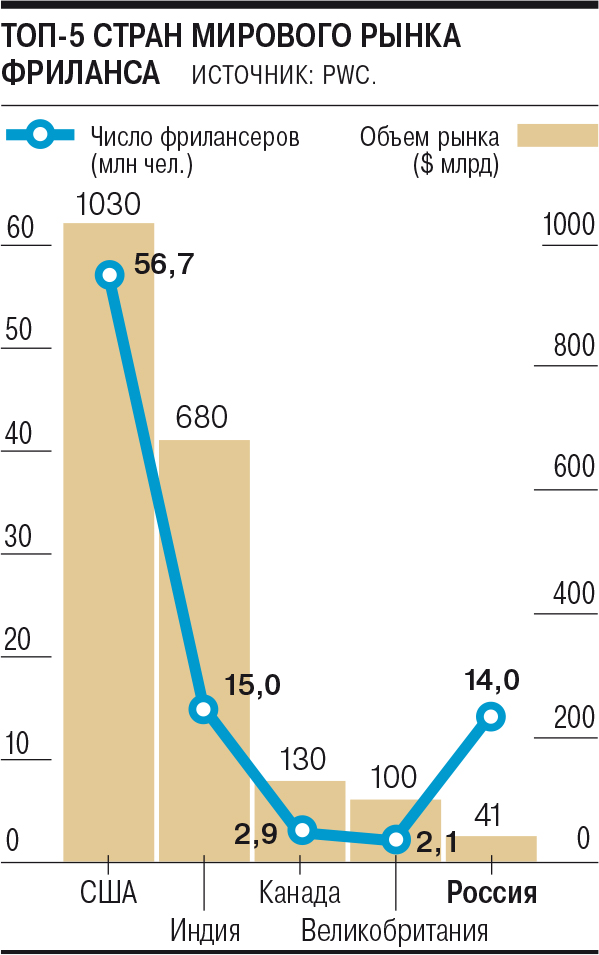 ТОП-5 СТРАН МИРОВОГО РЫНКА
ФРИЛАНСА ИСТОЧНИК: PWC.
Число фрилансеров
(млн чел.)
Объем рынка
($ млрд)
1030
60
1000
56,7
50
800
680
40
600
30
400
20
15,0
14,0
200
10
130
100
41
2,9
2,1
0
0
США
Канада
Россия
Индия
Великобритания